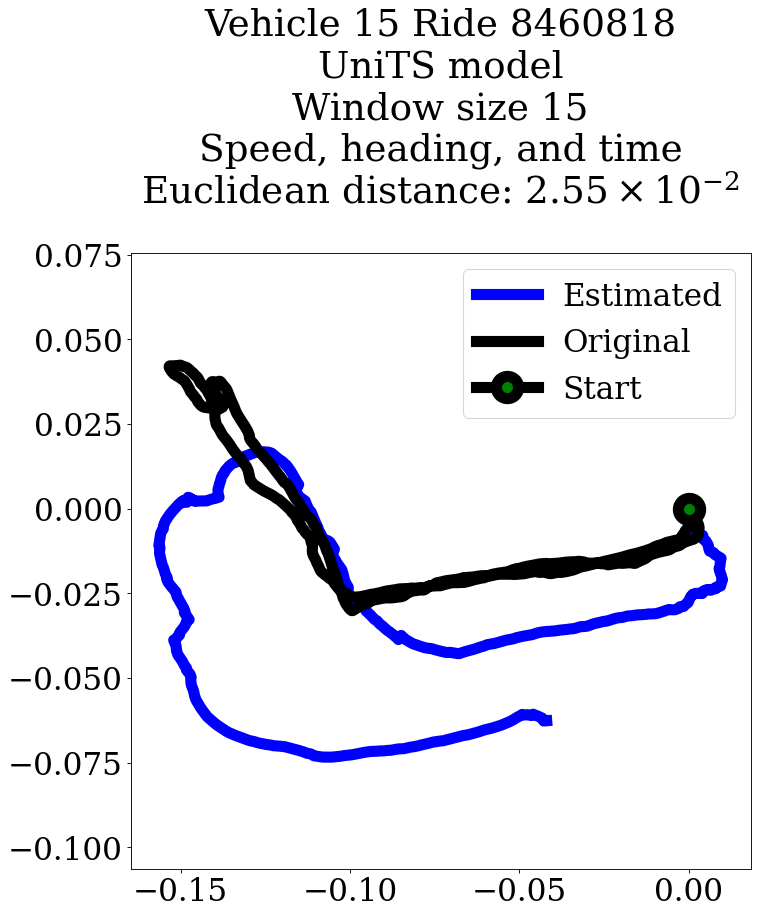 Vehicle 15 Ride 8460818
UniTS model
Window size 15
Speed, heading, and time
Euclidean distance: 2.55 × 10⁻²
0.075
0.050
0.025
0.000
−0.025
−0.050
−0.075
−0.100
Estimated
Original
Start
−0.15
−0.10
−0.05
0.00